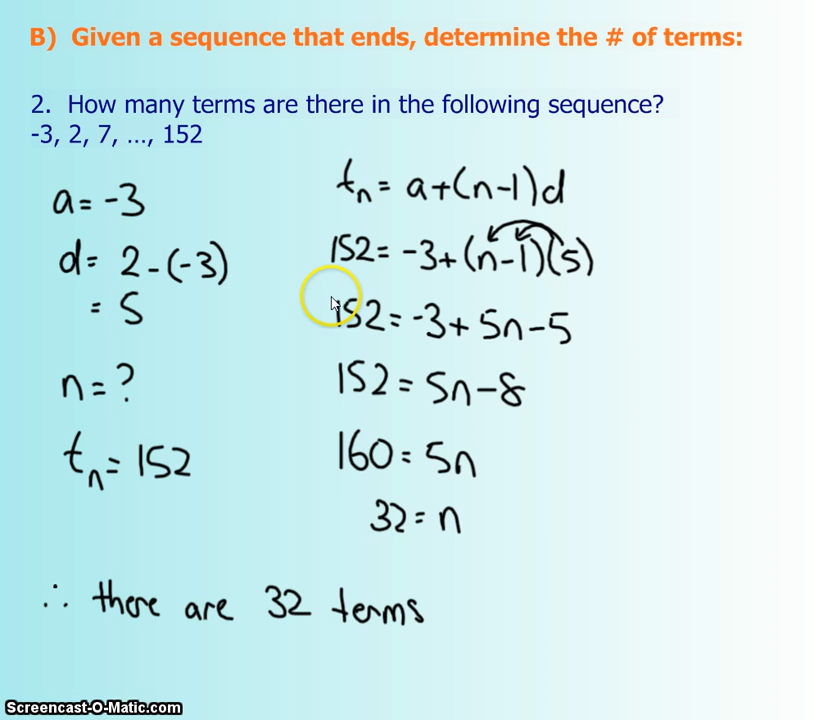 B) Given a sequence that ends, determine the # of terms:
2. How many terms are there in the following sequence?
-3, 2, 7, ..., 152
a = -3
d = 2 - (-3)
= 5
n = ?
tₙ = 152
tₙ = a + (n-1)d
152 = -3 + (n-1)(5)
152 = -3 + 5n - 5
152 = 5n - 8
160 = 5n
32 = n
∴ there are 32 terms
Screencast-O-Matic.com